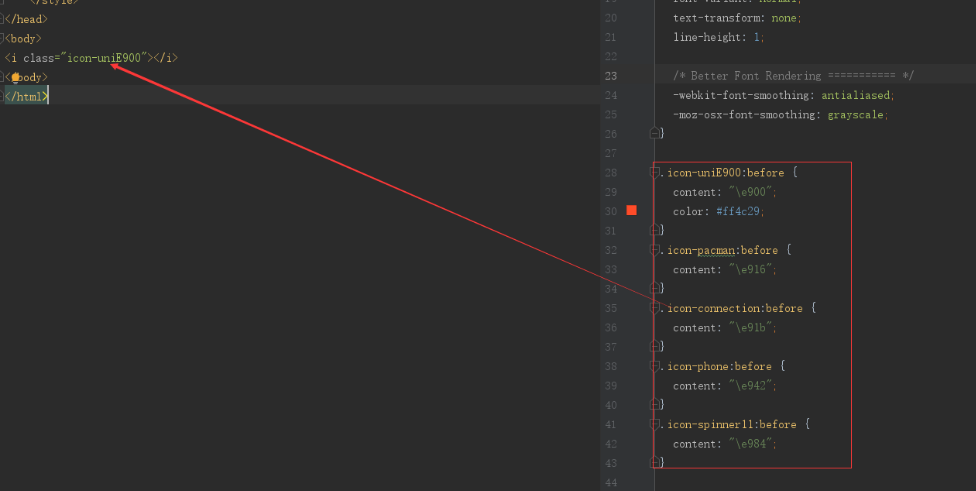 </style>
</head>
<body>
<i class="icon-uniE900"></i>
body>
</html>
20 text-transform: none;
21 line-height: 1;
22
23 /* Better Font Rendering =========== */
24 -webkit-font-smoothing: antialiased;
25 -moz-osx-font-smoothing: grayscale;
26 }
27
28 .icon-uniE900:before {
29 content: "\e900";
30 color: #ff4c29;
31 }
32 .icon-pacman:before {
33 content: "\e916";
34 }
35 .icon-connection:before {
36 content: "\e91b";
37 }
38 .icon-phone:before {
39 content: "\e942";
40 }
41 .icon-spinner11:before {
42 content: "\e984";
43 }
44